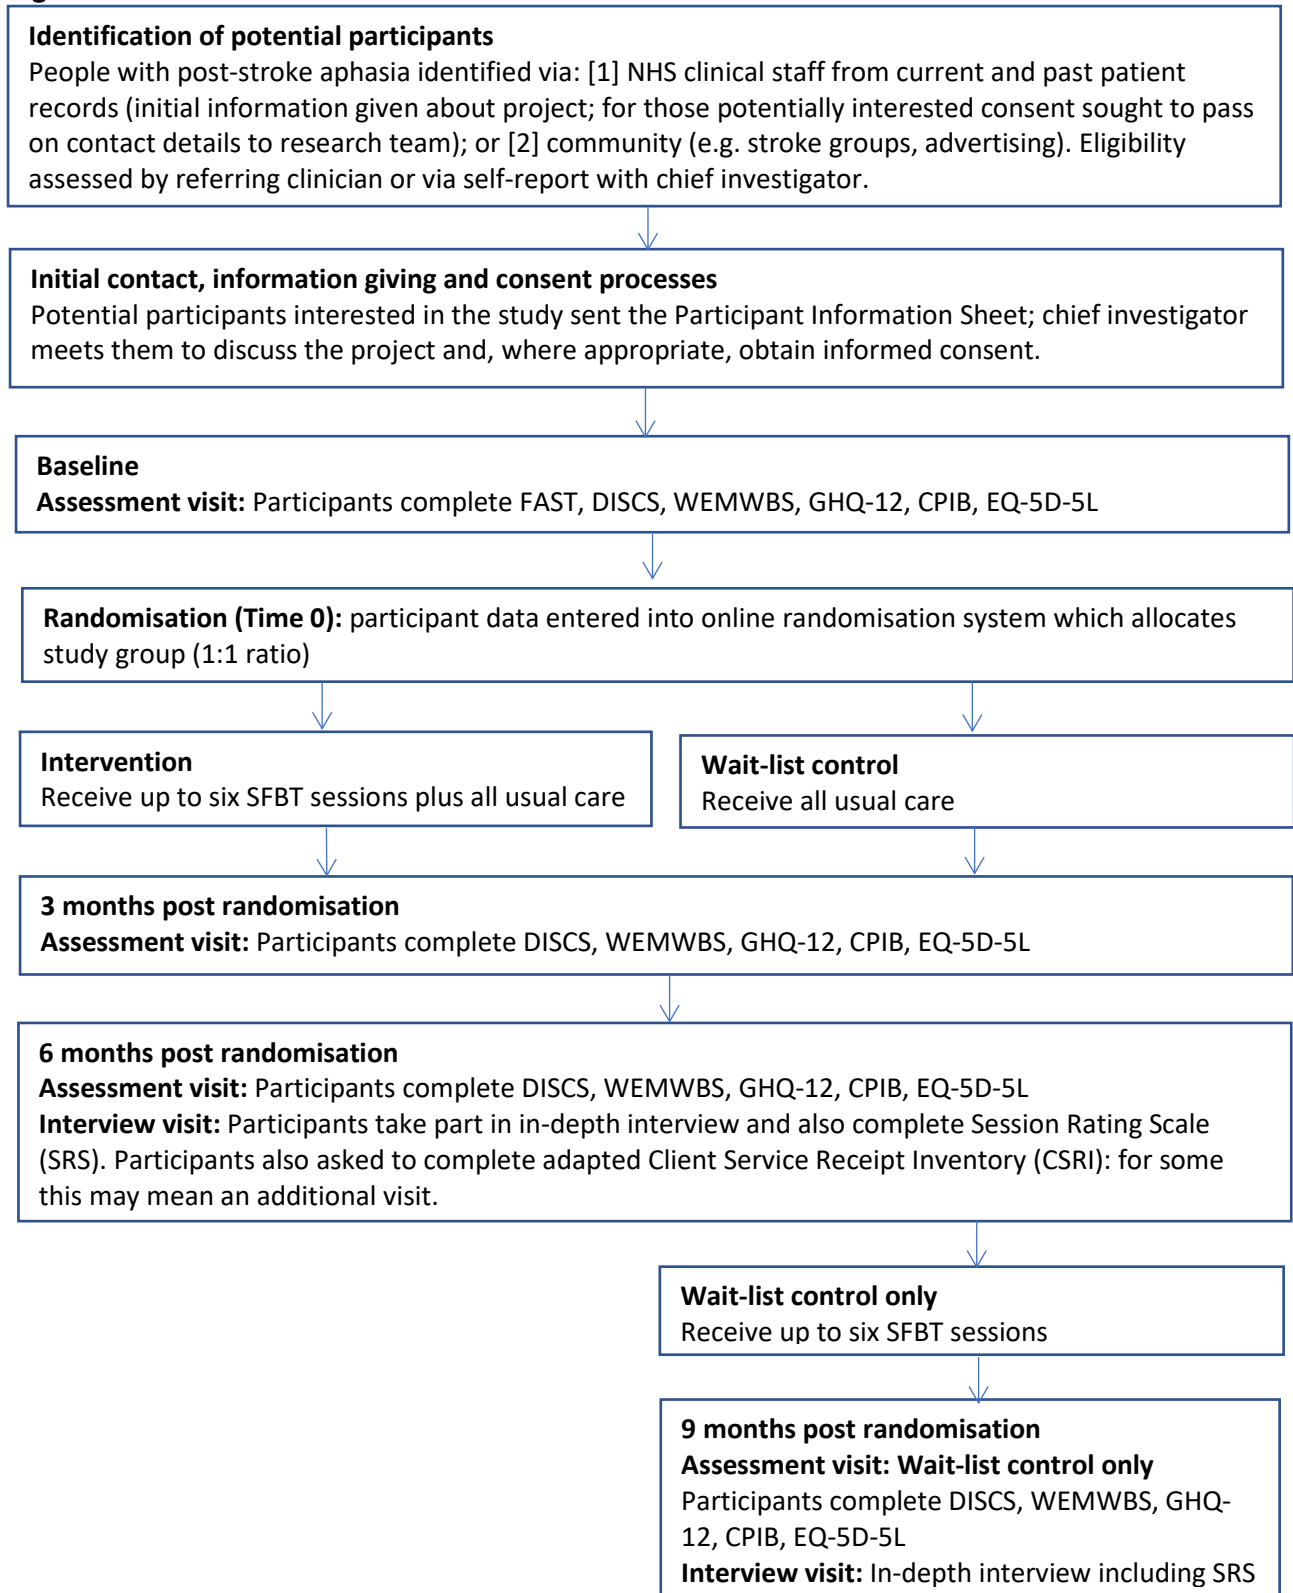 Identification of potential participants
People with post-stroke aphasia identified via: [1] NHS clinical staff from current and past patient
records (initial information given about project; for those potentially interested consent sought to pass
on contact details to research team); or [2] community (e.g. stroke groups, advertising). Eligibility
assessed by referring clinician or via self-report with chief investigator.
Initial contact, information giving and consent processes
Potential participants interested in the study sent the Participant Information Sheet; chief investigator
meets them to discuss the project and, where appropriate, obtain informed consent.
Baseline
Assessment visit: Participants complete FAST, DISCS, WEMWBS, GHQ-12, CPIB, EQ-5D-5L
Randomisation (Time 0): participant data entered into online randomisation system which allocates
study group (1:1 ratio)
Intervention
Receive up to six SFBT sessions plus all usual care
Wait-list control
Receive all usual care
3 months post randomisation
Assessment visit: Participants complete DISCS, WEMWBS, GHQ-12, CPIB, EQ-5D-5L
6 months post randomisation
Assessment visit: Participants complete DISCS, WEMWBS, GHQ-12, CPIB, EQ-5D-5L
Interview visit: Participants take part in in-depth interview and also complete Session Rating Scale
(SRS). Participants also asked to complete adapted Client Service Receipt Inventory (CSRI): for some
this may mean an additional visit.
Wait-list control only
Receive up to six SFBT sessions
9 months post randomisation
Assessment visit: Wait-list control only
Participants complete DISCS, WEMWBS, GHQ-
12, CPIB, EQ-5D-5L
Interview visit: In-depth interview including SRS